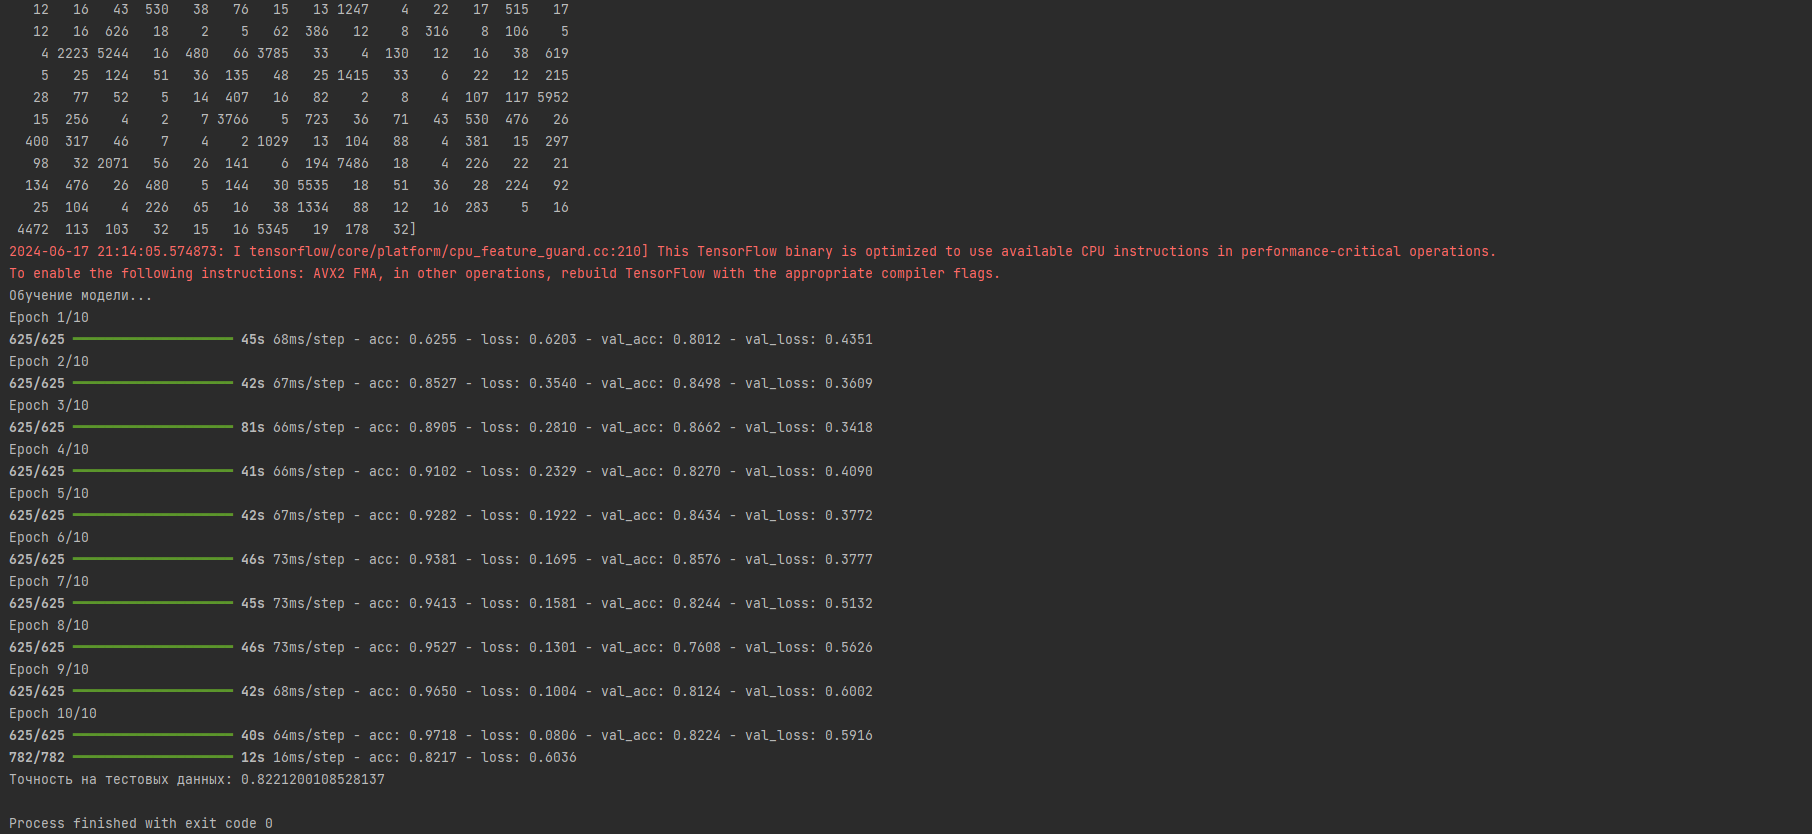 12 16 43 530 38 76 15 13 1247 4 22 17 515 17
12 16 626 18 2 5 62 386 12 8 316 8 106 5
4 2223 5244 16 480 66 3785 33 4 130 12 16 38 619
5 25 124 51 36 135 48 25 1415 33 6 22 12 215
28 77 52 5 14 407 16 82 2 8 4 107 117 5952
15 256 4 2 7 3766 5 723 36 71 43 530 476 26
400 317 46 7 4 2 1029 13 104 88 4 381 15 297
98 32 2071 56 26 141 6 194 7486 18 4 226 22 21
134 476 26 480 5 144 30 5535 18 51 36 28 224 92
25 104 4 226 65 16 38 1334 88 12 16 283 5 16
4472 113 103 32 15 16 5345 19 178 32]
2024-06-17 21:14:05.574873: I tensorflow/core/platform/cpu_feature_guard.cc:210] This TensorFlow binary is optimized to use available CPU instructions in performance-critical operations.
To enable the following instructions: AVX2 FMA, in other operations, rebuild TensorFlow with the appropriate compiler flags.
Обучение модели...
Epoch 1/10
625/625 ━━━━━━━━━━━━━━━━━━━━ 45s 68ms/step - acc: 0.6255 - loss: 0.6203 - val_acc: 0.8012 - val_loss: 0.4351
Epoch 2/10
625/625 ━━━━━━━━━━━━━━━━━━━━ 42s 67ms/step - acc: 0.8527 - loss: 0.3540 - val_acc: 0.8498 - val_loss: 0.3609
Epoch 3/10
625/625 ━━━━━━━━━━━━━━━━━━━━ 81s 66ms/step - acc: 0.8905 - loss: 0.2810 - val_acc: 0.8662 - val_loss: 0.3418
Epoch 4/10
625/625 ━━━━━━━━━━━━━━━━━━━━ 41s 66ms/step - acc: 0.9102 - loss: 0.2329 - val_acc: 0.8270 - val_loss: 0.4090
Epoch 5/10
625/625 ━━━━━━━━━━━━━━━━━━━━ 42s 67ms/step - acc: 0.9282 - loss: 0.1922 - val_acc: 0.8434 - val_loss: 0.3772
Epoch 6/10
625/625 ━━━━━━━━━━━━━━━━━━━━ 46s 73ms/step - acc: 0.9381 - loss: 0.1695 - val_acc: 0.8576 - val_loss: 0.3777
Epoch 7/10
625/625 ━━━━━━━━━━━━━━━━━━━━ 45s 73ms/step - acc: 0.9413 - loss: 0.1581 - val_acc: 0.8244 - val_loss: 0.5132
Epoch 8/10
625/625 ━━━━━━━━━━━━━━━━━━━━ 46s 73ms/step - acc: 0.9527 - loss: 0.1301 - val_acc: 0.7608 - val_loss: 0.5626
Epoch 9/10
625/625 ━━━━━━━━━━━━━━━━━━━━ 42s 68ms/step - acc: 0.9650 - loss: 0.1004 - val_acc: 0.8124 - val_loss: 0.6002
Epoch 10/10
625/625 ━━━━━━━━━━━━━━━━━━━━ 40s 64ms/step - acc: 0.9718 - loss: 0.0806 - val_acc: 0.8224 - val_loss: 0.5916
782/782 ━━━━━━━━━━━━━━━━━━━━ 12s 16ms/step - acc: 0.8217 - loss: 0.6036
Точность на тестовых данных: 0.8221200108528137
Process finished with exit code 0